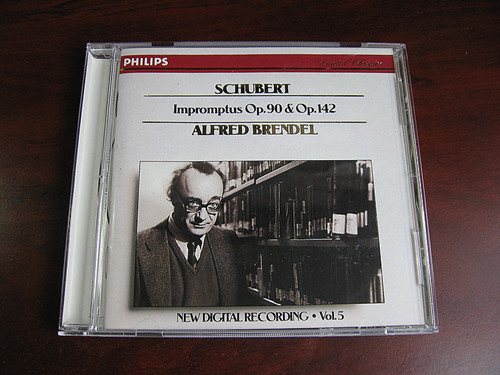 PHILIPS
SCHUBERT
Impromptus Op.90 & Op.142
ALFRED BRENDEL
NEW DIGITAL RECORDING • Vol.5